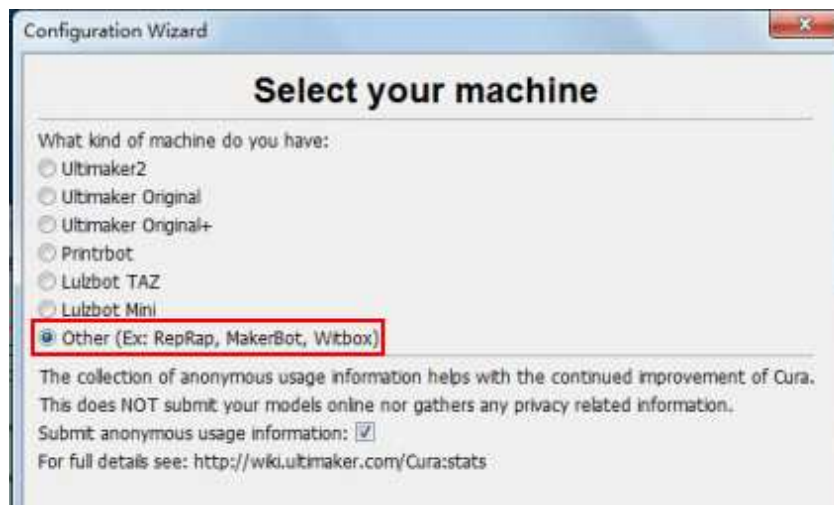 Configuration Wizard
Select your machine
What kind of machine do you have:
Ultimaker2
Ultimaker Original
Ultimaker Original+
Printrbot
Lulzbot TAZ
Lulzbot Mini
Other (Ex: RepRap, MakerBot, Witbox)
The collection of anonymous usage information helps with the continued improvement of Cura.
This does NOT submit your models online nor gathers any privacy related information.
Submit anonymous usage information:
For full details see: http://wiki.ultimaker.com/Cura:stats